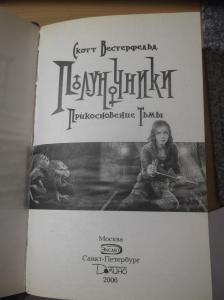 Скотт Вестерфельд
Полуночники
Прикосновение Тьмы
Москва
ЭКСМО
Санкт-Петербург
Домино
2006